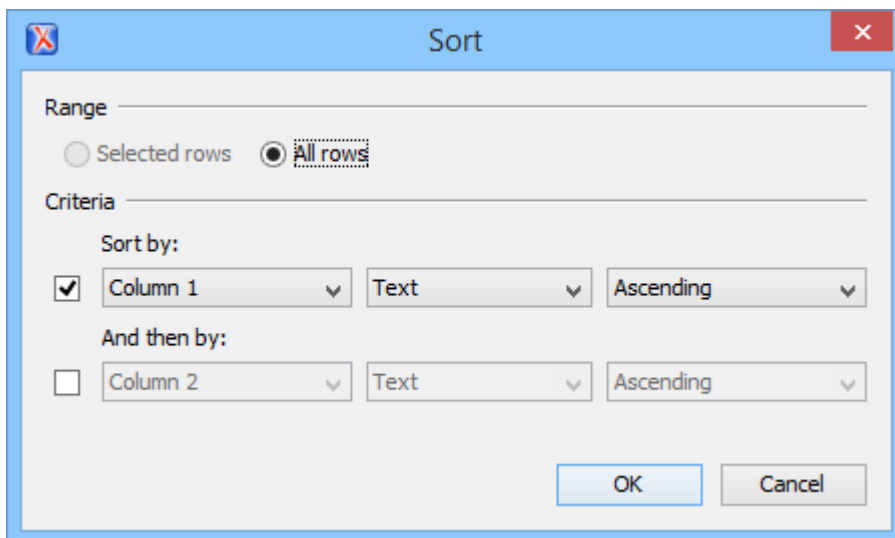 Sort
Range
Selected rows All rows
Criteria
Sort by:
Column 1 Text Ascending
And then by:
Column 2 Text Ascending
OK Cancel